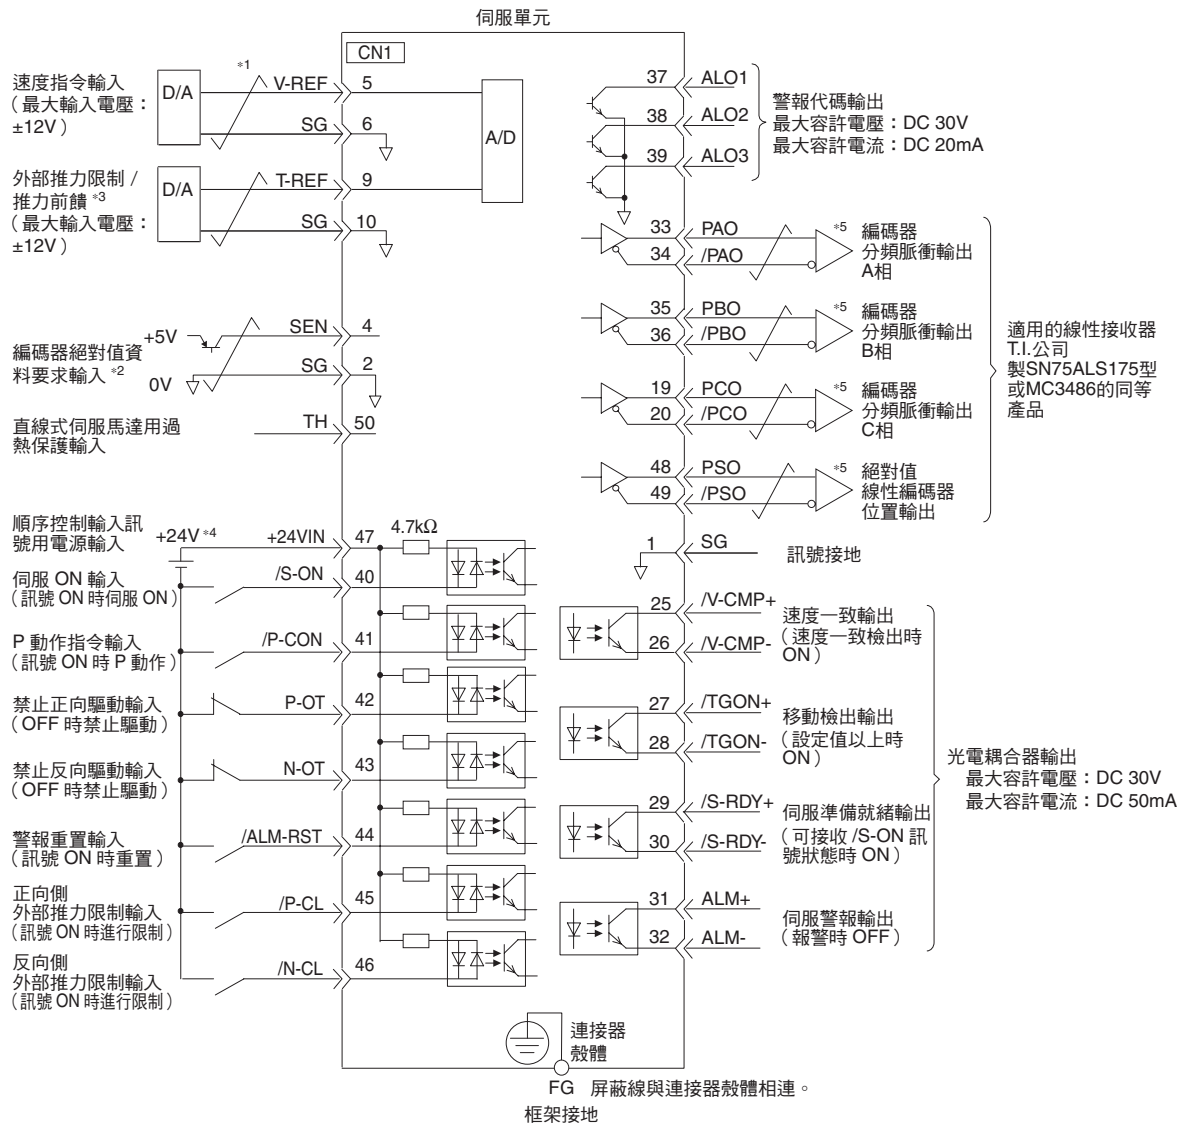 伺服單元
CN1
速度指令輸入
（最大輸入電壓：
±12V）
D/A
*1
V-REF
5
SG
6
A/D
外部推力限制 /
推力前饋 *3
（最大輸入電壓：
±12V）
D/A
T-REF
9
SG
10
編碼器絕對值資
料要求輸入 *2
+5V
0V
SEN
4
SG
2
直線式伺服馬達用過
熱保護輸入
TH
50
順序控制輸入訊
號用電源輸入
+24V *4
+24VIN
47
4.7kΩ
伺服 ON 輸入
（訊號 ON 時伺服 ON）
/S-ON
40
P 動作指令輸入
（訊號 ON 時 P 動作）
/P-CON
41
禁止正向驅動輸入
（OFF 時禁止驅動）
P-OT
42
禁止反向驅動輸入
（OFF 時禁止驅動）
N-OT
43
警報重置輸入
（訊號 ON 時重置）
/ALM-RST
44
正向側
外部推力限制輸入
（訊號 ON 時進行限制）
/P-CL
45
反向側
外部推力限制輸入
（訊號 ON 時進行限制）
/N-CL
46
37
ALO1
38
ALO2
39
ALO3
警報代碼輸出
最大容許電壓：DC 30V
最大容許電流：DC 20mA
33
PAO
34
/PAO
*5
編碼器
分頻脈衝輸出
A相
35
PBO
36
/PBO
*5
編碼器
分頻脈衝輸出
B相
19
PCO
20
/PCO
*5
編碼器
分頻脈衝輸出
C相
48
PSO
49
/PSO
*5
絕對值
線性編碼器
位置輸出
適用的線性接收器
T.I.公司
製SN75ALS175型
或MC3486的同等
產品
1
SG
訊號接地
25
/V-CMP+
26
/V-CMP-
速度一致輸出
（速度一致檢出時
ON）
27
/TGON+
28
/TGON-
移動檢出輸出
（設定值以上時
ON）
29
/S-RDY+
30
/S-RDY-
伺服準備就緒輸出
（可接收 /S-ON 訊
號狀態時 ON）
31
ALM+
32
ALM-
伺服警報輸出
（報警時 OFF）
光電耦合器輸出
最大容許電壓：DC 30V
最大容許電流：DC 50mA
連接器
殼體
FG 屏蔽線與連接器殼體相連。
框架接地